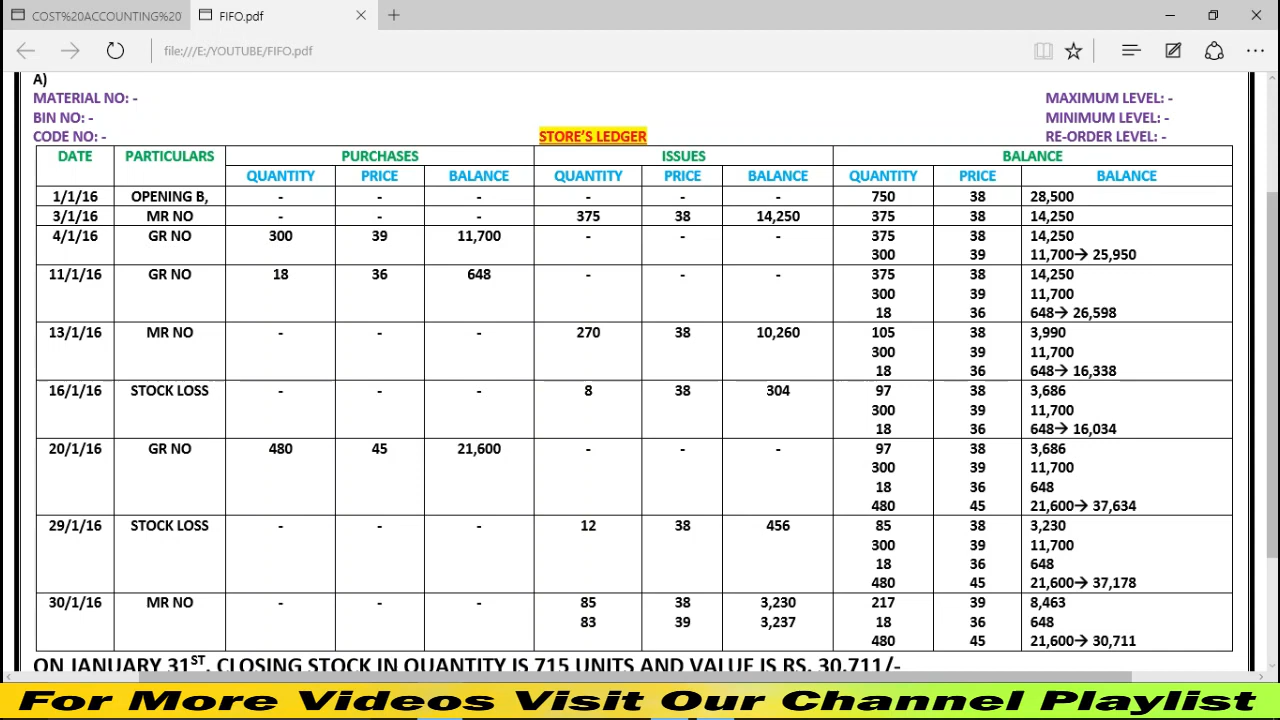 COST%20ACCOUNTING%20
FIFO.pdf
file:///E:/YOUTUBE/FIFO.pdf
A)
MATERIAL NO: -
MAXIMUM LEVEL: -
BIN NO: -
MINIMUM LEVEL: -
CODE NO: -
STORE'S LEDGER
RE-ORDER LEVEL: -
DATE PARTICULARS PURCHASES ISSUES BALANCE
QUANTITY PRICE BALANCE QUANTITY PRICE BALANCE QUANTITY PRICE BALANCE
1/1/16 OPENING B, - - - - - - 750 38 28,500
3/1/16 MR NO - - - 375 38 14,250 375 38 14,250
4/1/16 GR NO 300 39 11,700 - - - 375 38 14,250
300 39 11,700→ 25,950
11/1/16 GR NO 18 36 648 - - - 375 38 14,250
300 39 11,700
18 36 648→ 26,598
13/1/16 MR NO - - - 270 38 10,260 105 38 3,990
300 39 11,700
18 36 648→ 16,338
16/1/16 STOCK LOSS - - - 8 38 304 97 38 3,686
300 39 11,700
18 36 648→ 16,034
20/1/16 GR NO 480 45 21,600 - - - 97 38 3,686
300 39 11,700
18 36 648
480 45 21,600→ 37,634
29/1/16 STOCK LOSS - - - 12 38 456 85 38 3,230
300 39 11,700
18 36 648
480 45 21,600→ 37,178
30/1/16 MR NO - - - 85 38 3,230 217 39 8,463
83 39 3,237 18 36 648
480 45 21,600→ 30,711
ON JANUARY 31ST, CLOSING STOCK IN QUANTITY IS 715 UNITS AND VALUE IS RS. 30,711/-
For More Videos Visit Our Channel Playlist